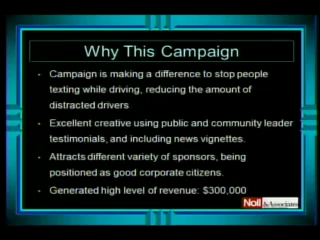 Why This Campaign
• Campaign is making a difference to stop people
texting while driving, reducing the amount of
distracted drivers
• Excellent creative using public and community leader
testimonials, and including news vignettes.
• Attracts different variety of sponsors, being
positioned as good corporate citizens.
• Generated high level of revenue: $300,000
Noll & Associates